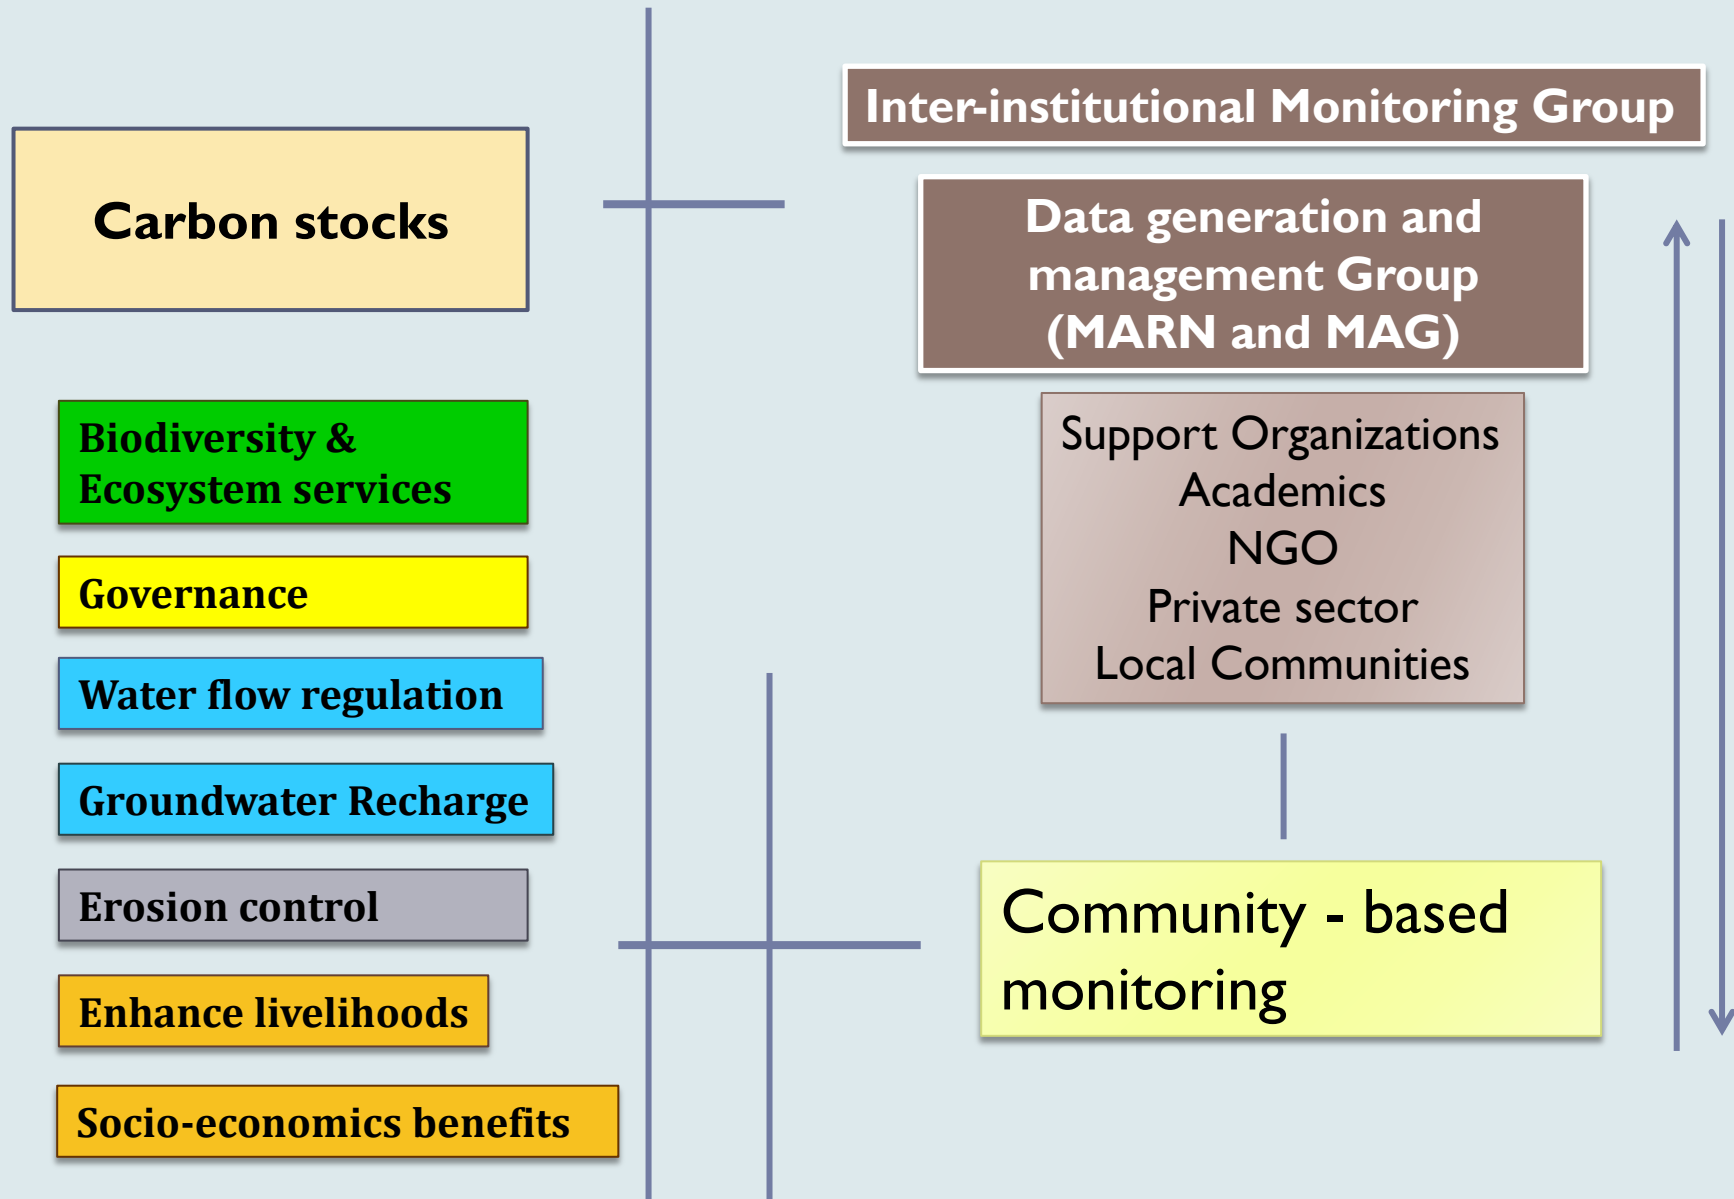 Carbon stocks
Biodiversity &
Ecosystem services
Governance
Water flow regulation
Groundwater Recharge
Erosion control
Enhance livelihoods
Socio-economics benefits
Inter-institutional Monitoring Group
Data generation and
management Group
(MARN and MAG)
Support Organizations
Academics
NGO
Private sector
Local Communities
Community - based
monitoring